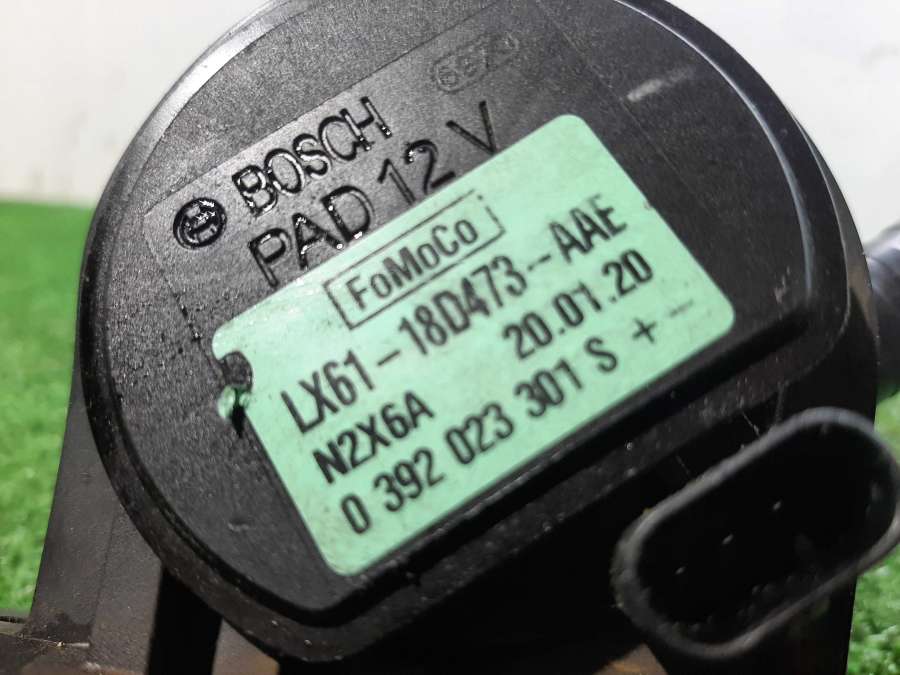 BOSCH
PAD 12 V
FoMoCo
LX61-18D473--AAE
N2X6A 20.01.20
0 392 023 301 S + -